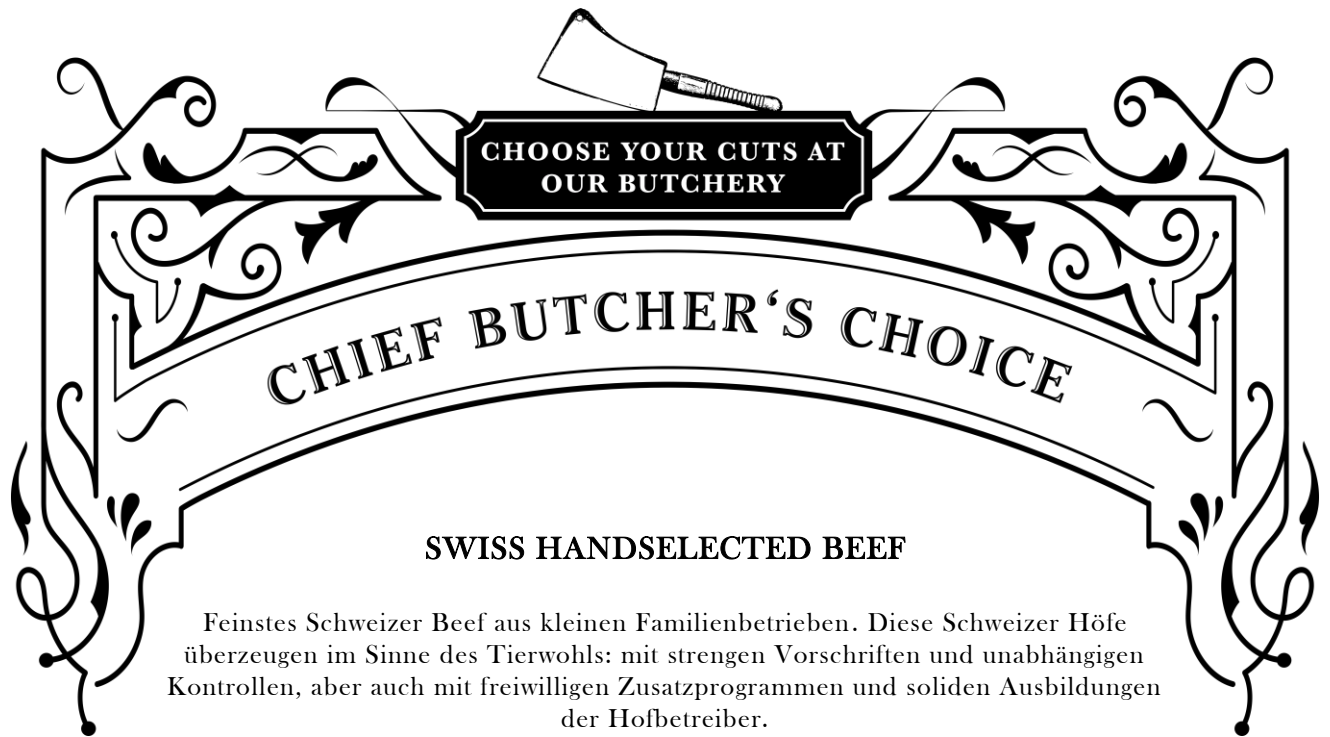 CHOOSE YOUR CUTS AT
OUR BUTCHERY
CHIEF BUTCHER‘S CHOICE
SWISS HANDSELECTED BEEF
Feinstes Schweizer Beef aus kleinen Familienbetrieben. Diese Schweizer Höfe
überzeugen im Sinne des Tierwohls: mit strengen Vorschriften und unabhängigen
Kontrollen, aber auch mit freiwilligen Zusatzprogrammen und soliden Ausbildungen
der Hofbetreiber.